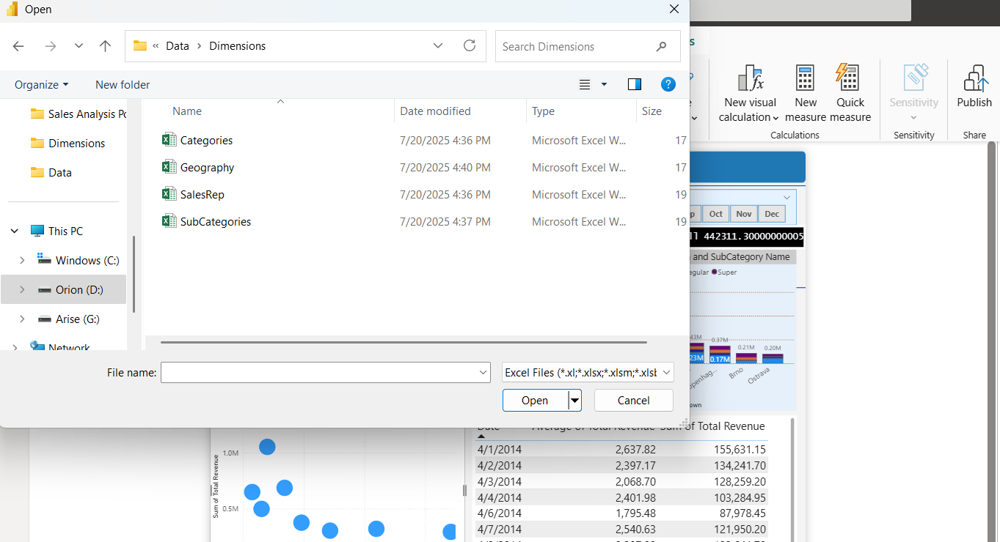 Open
Data
Dimensions
Search Dimensions
Organize
New folder
Sales Analysis
Dimensions
Data
This PC
Windows (C:)
Orion (D:)
Arise (G:)
Network
Name
Date modified
Type
Size
Categories
7/20/2025 4:36 PM
Microsoft Excel W...
17
Geography
7/20/2025 4:40 PM
Microsoft Excel W...
17
SalesRep
7/20/2025 4:36 PM
Microsoft Excel W...
19
SubCategories
7/20/2025 4:37 PM
Microsoft Excel W...
19
File name:
Excel Files (*.xl;*.xlsx;*.xlsm;*.xlsb
Open
Cancel
New visual
calculation
New
measure
Quick
measure
Calculations
Sensitivity
Sensitivity
Publish
Share
Oct
Nov
Dec
442311.30000000005
and SubCategory Name
Super
0.37M
0.21M
0.20M
0.17M
Brno
Ostrava
1.0M
0.5M
Sum of Total Revenue
Date
Average of Total Revenue
Sum of Total Revenue
4/1/2014 2,637.82 155,631.15
4/2/2014 2,397.17 134,241.70
4/3/2014 2,068.70 128,259.20
4/4/2014 2,401.98 103,284.95
4/6/2014 1,795.48 87,978.45
4/7/2014 2,540.63 121,950.20